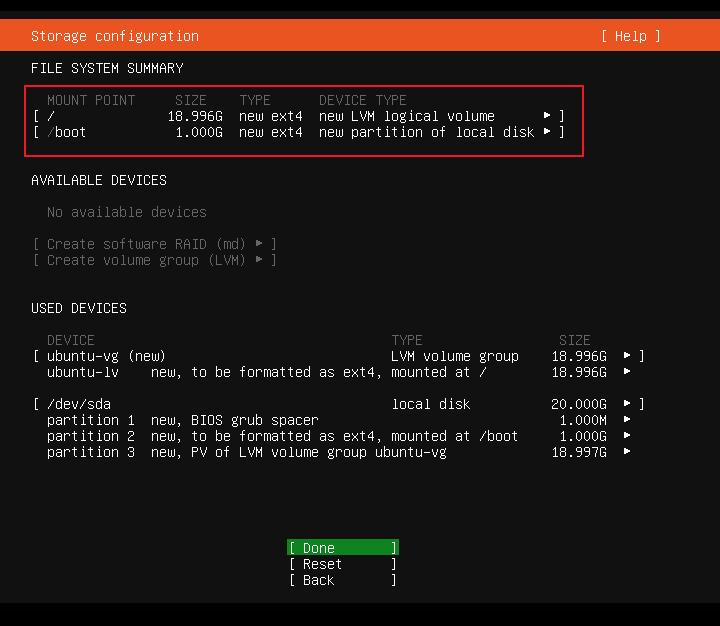 Storage configuration [ Help ]
FILE SYSTEM SUMMARY
MOUNT POINT SIZE TYPE DEVICE TYPE
[ / 18.996G new ext4 new LVM logical volume ▸ ]
[ /boot 1.000G new ext4 new partition of local disk ▸ ]
AVAILABLE DEVICES
No available devices
[ Create software RAID (md) ▸ ]
[ Create volume group (LVM) ▸ ]
USED DEVICES
DEVICE TYPE SIZE
[ ubuntu-vg (new) LVM volume group 18.996G ▸ ]
ubuntu-lv new, to be formatted as ext4, mounted at / 18.996G ▸
[ /dev/sda local disk 20.000G ▸ ]
partition 1 new, BIOS grub spacer 1.000M ▸
partition 2 new, to be formatted as ext4, mounted at /boot 1.000G ▸
partition 3 new, PV of LVM volume group ubuntu-vg 18.997G ▸
[ Done ]
[ Reset ]
[ Back ]